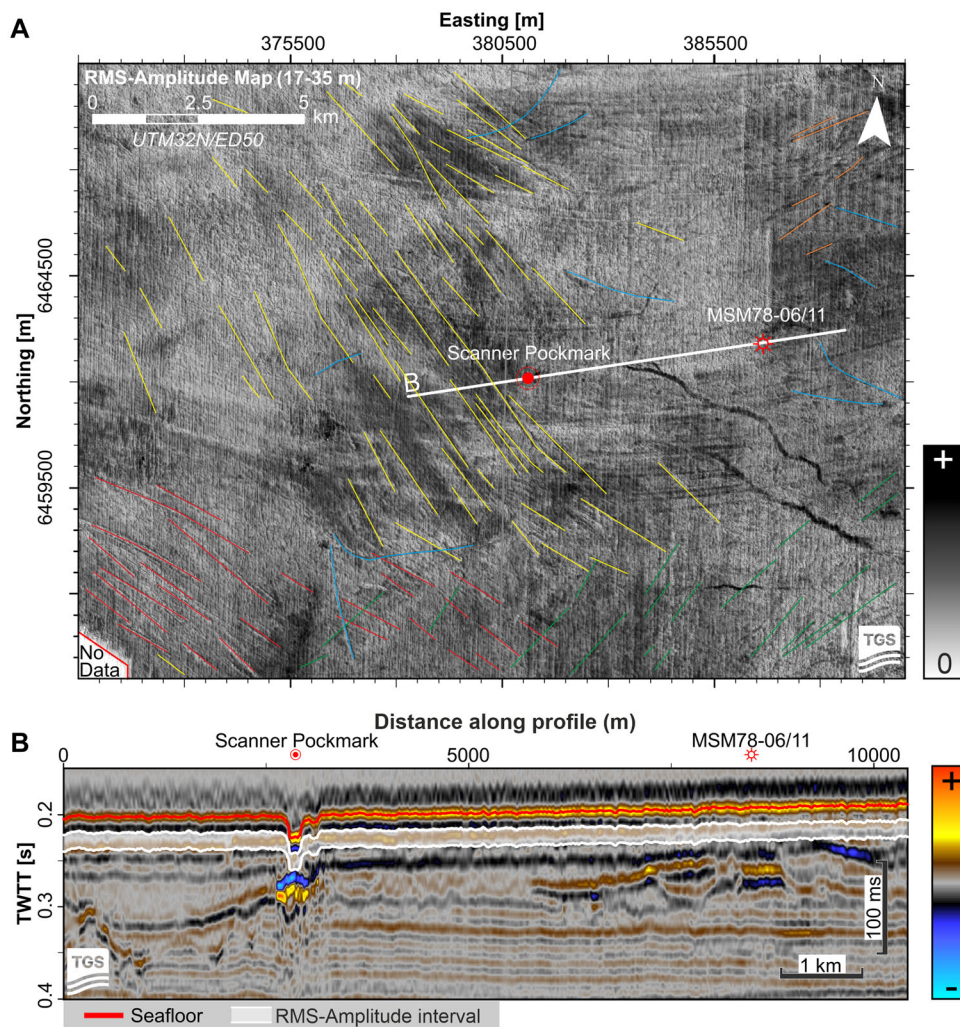 A
Easting [m]
375500
380500
385500
RMS-Amplitude Map (17-35 m)
0
2.5
5
km
UTM32N/ED50
N
Northing [m]
6464500
6459500
MSM78-06/11
Scanner Pockmark
B
No
Data
TGS
+
0
B
Distance along profile (m)
0
Scanner Pockmark
5000
MSM78-06/11
10000
TWTT [s]
0.2
0.3
0.4
100 ms
1 km
TGS
+
-
Seafloor
RMS-Amplitude interval